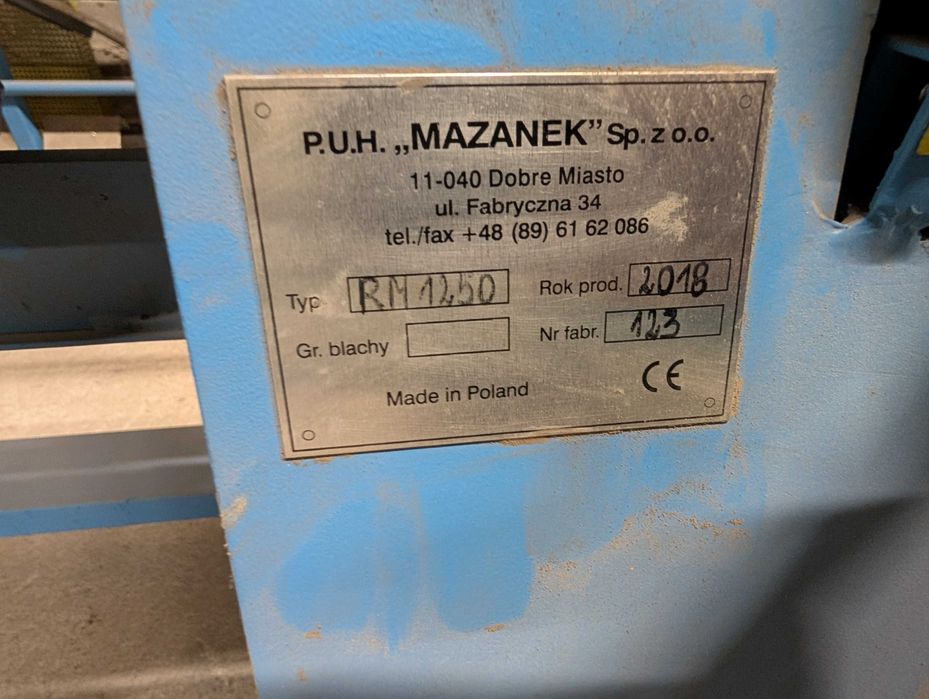 P.U.H. „MAZANEK” Sp. z o.o.
11-040 Dobre Miasto
ul. Fabryczna 34
tel./fax +48 (89) 61 62 086
Typ RM 1250 Rok prod. 2018
Gr. blachy Nr fabr. 123
Made in Poland CE